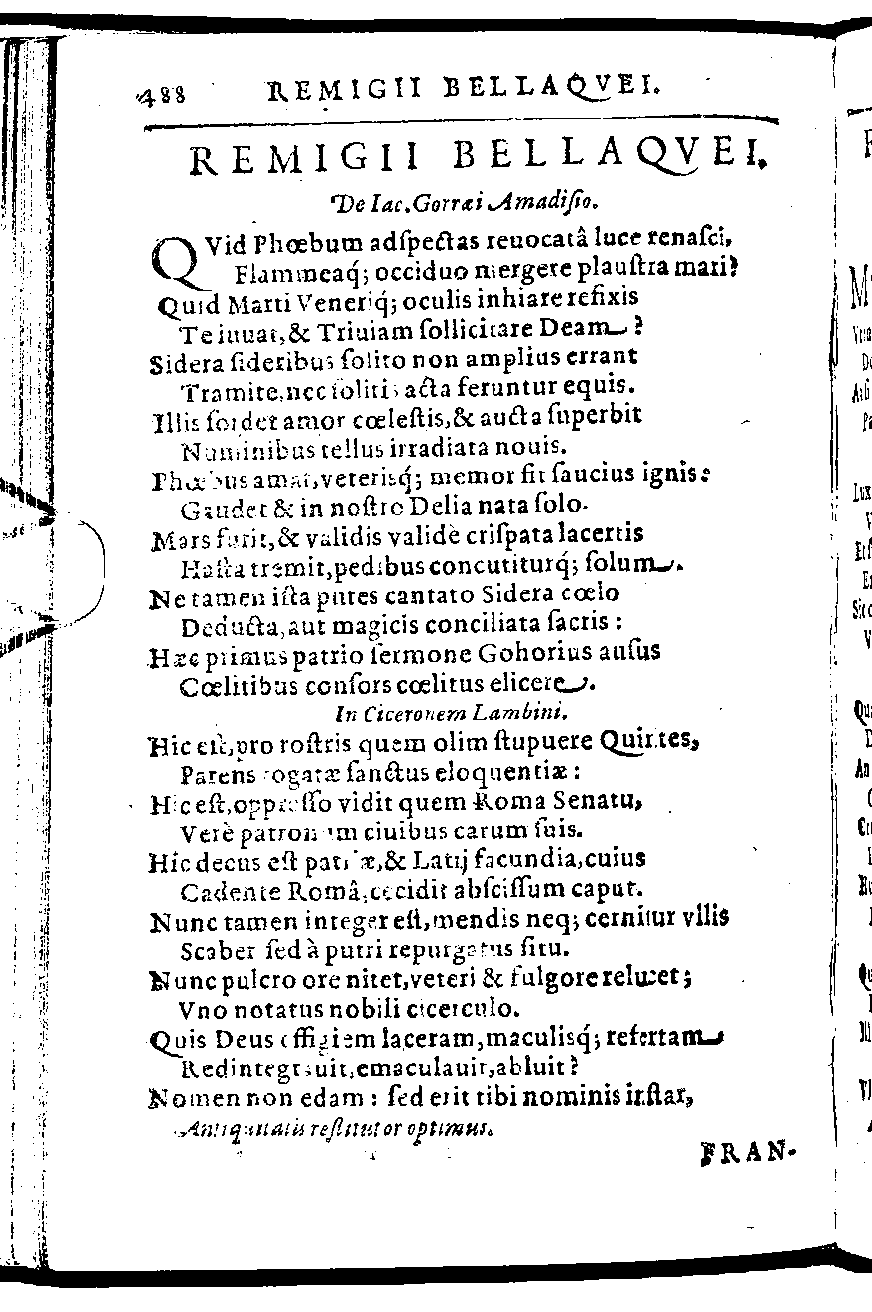 488 REMIGII BELLAQVEI.
REMIGII BELLAQVEI.
De Iac. Gorræi Amadisio.
QVid Phœbum adſpectas reuocatâ luce renaſci,
Flammeaq́; occiduo mergere plauſtra mari?
Quid Marti Veneriq́; oculis inhiare refixis
Te iuuat, & Triuiam ſollicitare Deam?
Sidera ſideribus ſolito non amplius errant
Tramite, nec ſolitis acta feruntur equis.
Illis ſordet amor cœleſtis, & aucta ſuperbit
Numinibus tellus irradiata nouis.
Phœbus amat, veterisq́; memor fit ſaucius ignis:
Gaudet & in noſtro Delia nata ſolo.
Mars furit, & validis validè criſpata lacertis
Haſta tremit, pedibus concutiturq́; ſolum.
Ne tamen iſta putes cantato Sidera cœlo
Deducta, aut magicis conciliata ſacris:
Hæc primus patrio ſermone Gohorius auſus
Cœlitibus conſors cœlitus elicere.
In Ciceronem Lambini.
Hic eſt, pro roſtris quem olim ſtupuere Quirites,
Parens togatæ ſanctus eloquentiæ:
Hic eſt, oppreſſo vidit quem Roma Senatu,
Verè patronum ciuibus carum ſuis.
Hic decus eſt patriæ, & Latij facundia, cuius
Cadente Româ, cecidit abſciſſum caput.
Nunc tamen integer eſt, mendis neq; cernitur vllis
Scaber ſed à putri repurgatus ſitu.
Nunc pulcro ore nitet, veteri & fulgore relucet;
Vno notatus nobili cicerculo.
Quis Deus effigiem laceram, maculisq́; refertam
Redintegrauit, emaculauit, abluit?
Nomen non edam: ſed erit tibi nominis inſtar,
Antiquitatis reſtitutor optimus.
FRAN-